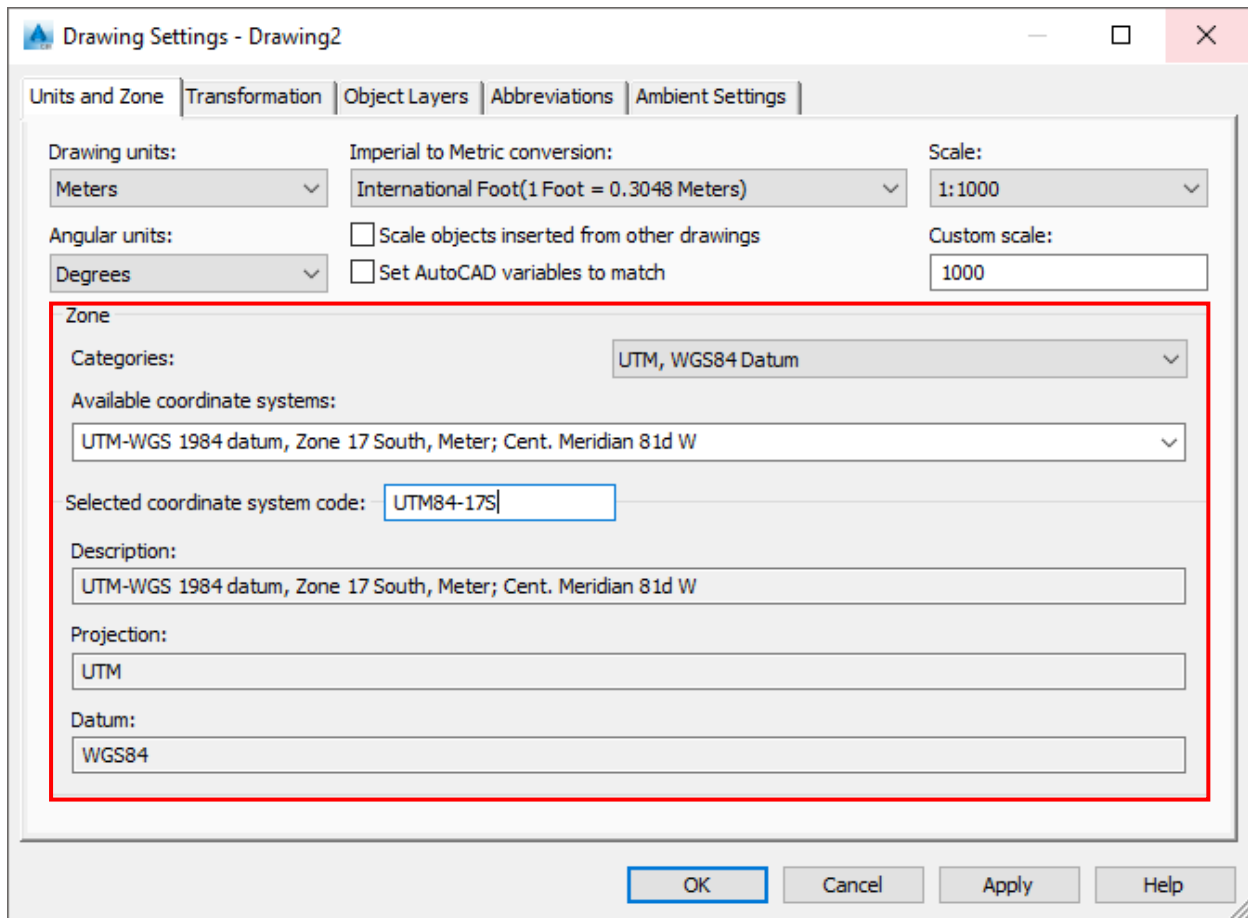 Drawing Settings - Drawing2
Units and Zone Transformation Object Layers Abbreviations Ambient Settings
Drawing units: Imperial to Metric conversion: Scale:
Meters International Foot(1 Foot = 0.3048 Meters) 1:1000
Angular units: Scale objects inserted from other drawings Custom scale:
Degrees Set AutoCAD variables to match 1000
Zone
Categories: UTM, WGS84 Datum
Available coordinate systems:
UTM-WGS 1984 datum, Zone 17 South, Meter; Cent. Meridian 81d W
Selected coordinate system code: UTM84-17S
Description:
UTM-WGS 1984 datum, Zone 17 South, Meter; Cent. Meridian 81d W
Projection:
UTM
Datum:
WGS84
OK Cancel Apply Help